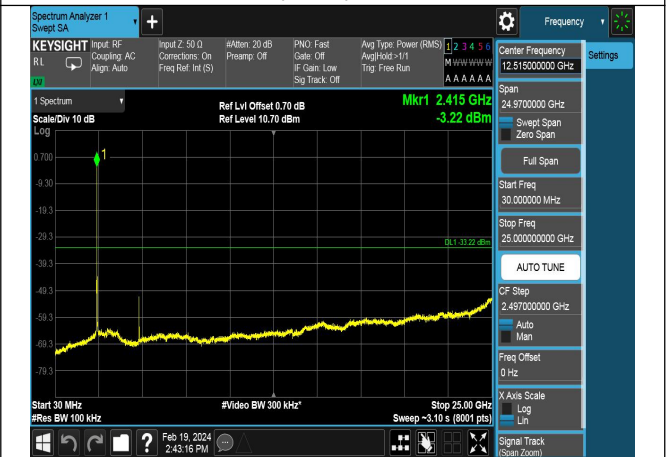 Spectrum Analyzer 1
Swept SA
+
Frequency
KEYSIGHT
RL
Input: RF
Coupling: AC
Align: Auto
Input Z: 50 Ω
Corrections: On
Freq Ref: Int (S)
#Atten: 20 dB
Preamp: Off
PNO: Fast
Gate: Off
IF Gain: Low
Sig Track: Off
Avg Type: Power (RMS)
Avg|Hold:>1/1
Trig: Free Run
1 2 3 4 5 6
M W W W W W
A A A A A A
Center Frequency
12.515000000 GHz
Settings
Span
24.9700000 GHz
Swept Span
Zero Span
Full Span
Start Freq
30.000000 MHz
Stop Freq
25.000000000 GHz
AUTO TUNE
CF Step
2.497000000 GHz
Auto
Man
Freq Offset
0 Hz
X Axis Scale
Log
Lin
Signal Track
(Span Zoom)
1 Spectrum
Scale/Div 10 dB
Ref Lvl Offset 0.70 dB
Ref Level 10.70 dBm
Mkr1 2.415 GHz
-3.22 dBm
Log
1
0.700
-9.30
-19.3
-29.3
DL1 -33.22 dBm
-39.3
-49.3
-59.3
-69.3
-79.3
Start 30 MHz
#Video BW 300 kHz*
Stop 25.00 GHz
#Res BW 100 kHz
Sweep ~3.10 s (8001 pts)
?
Feb 19, 2024
2:43:16 PM